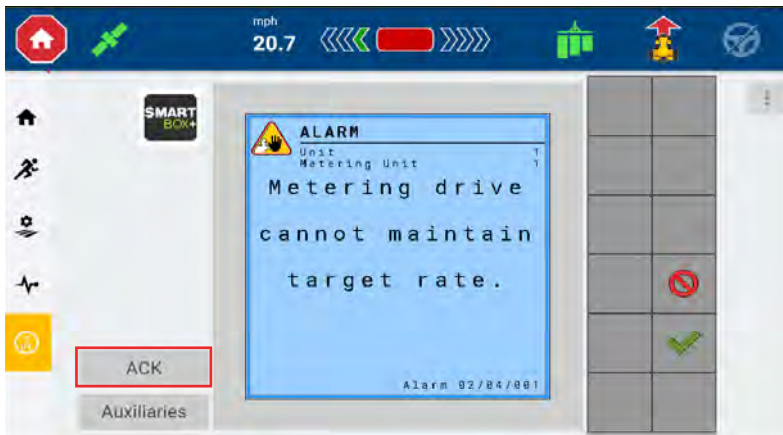 mph
20.7
SMART
BOX+
ALARM
Unit 1
Metering Unit 1
Metering drive
cannot maintain
target rate.
ACK
Alarm 02/04/001
Auxiliaries